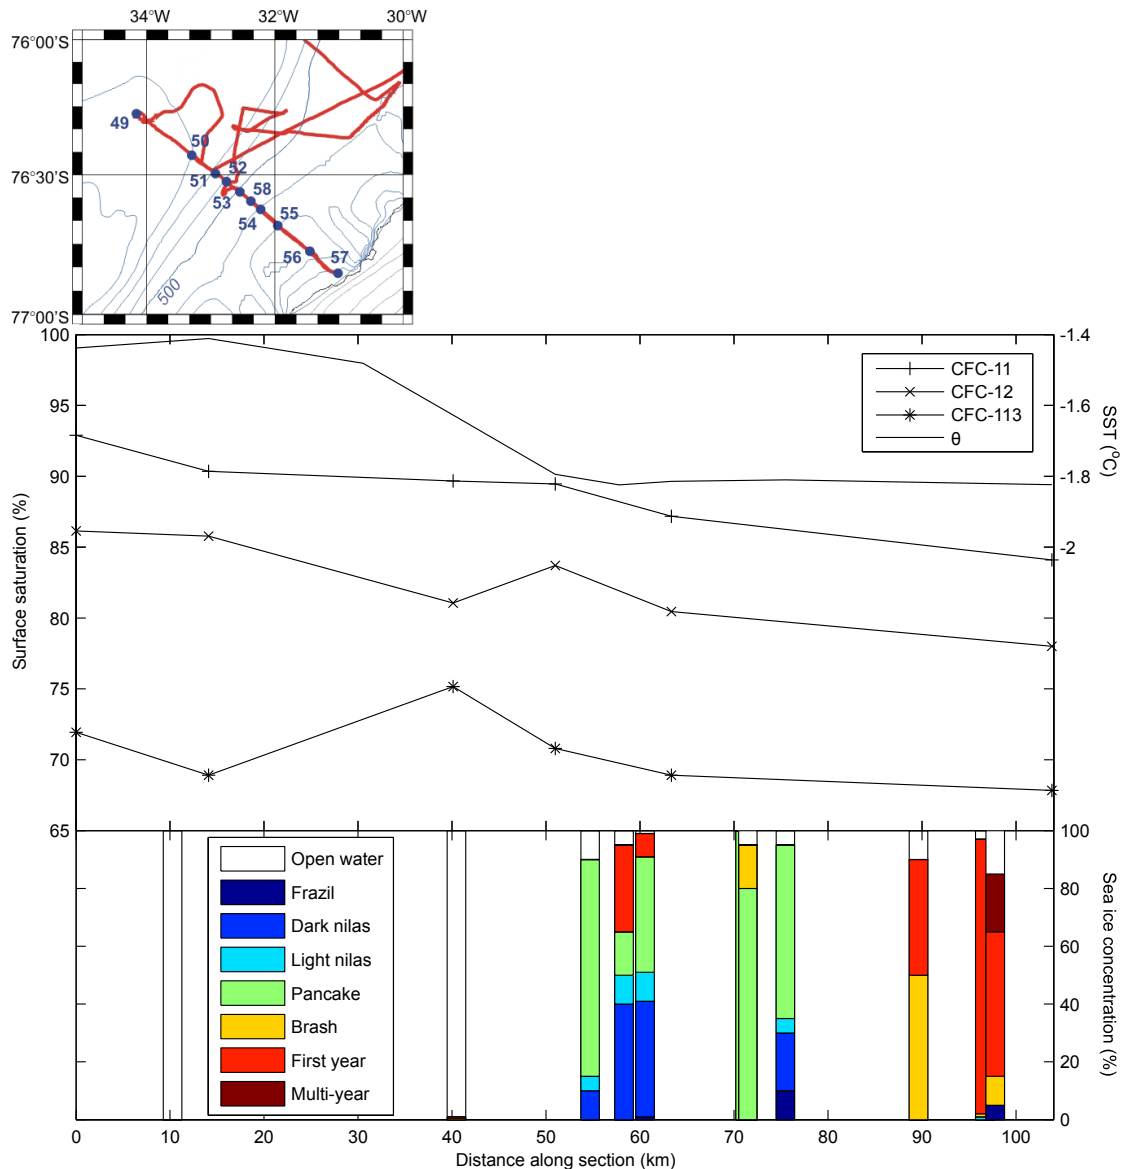 34°W
32°W
30°W
76°00'S
76°30'S
77°00'S
49
50
51
52
53
58
54
55
56
57
500
100
95
90
85
80
75
70
65
Surface saturation (%)
-1.4
-1.6
-1.8
-2
SST (°C)
CFC-11
CFC-12
CFC-113
θ
Open water
Frazil
Dark nilas
Light nilas
Pancake
Brash
First year
Multi-year
100
80
60
40
20
0
Sea ice concentration (%)
0 10 20 30 40 50 60 70 80 90 100
Distance along section (km)